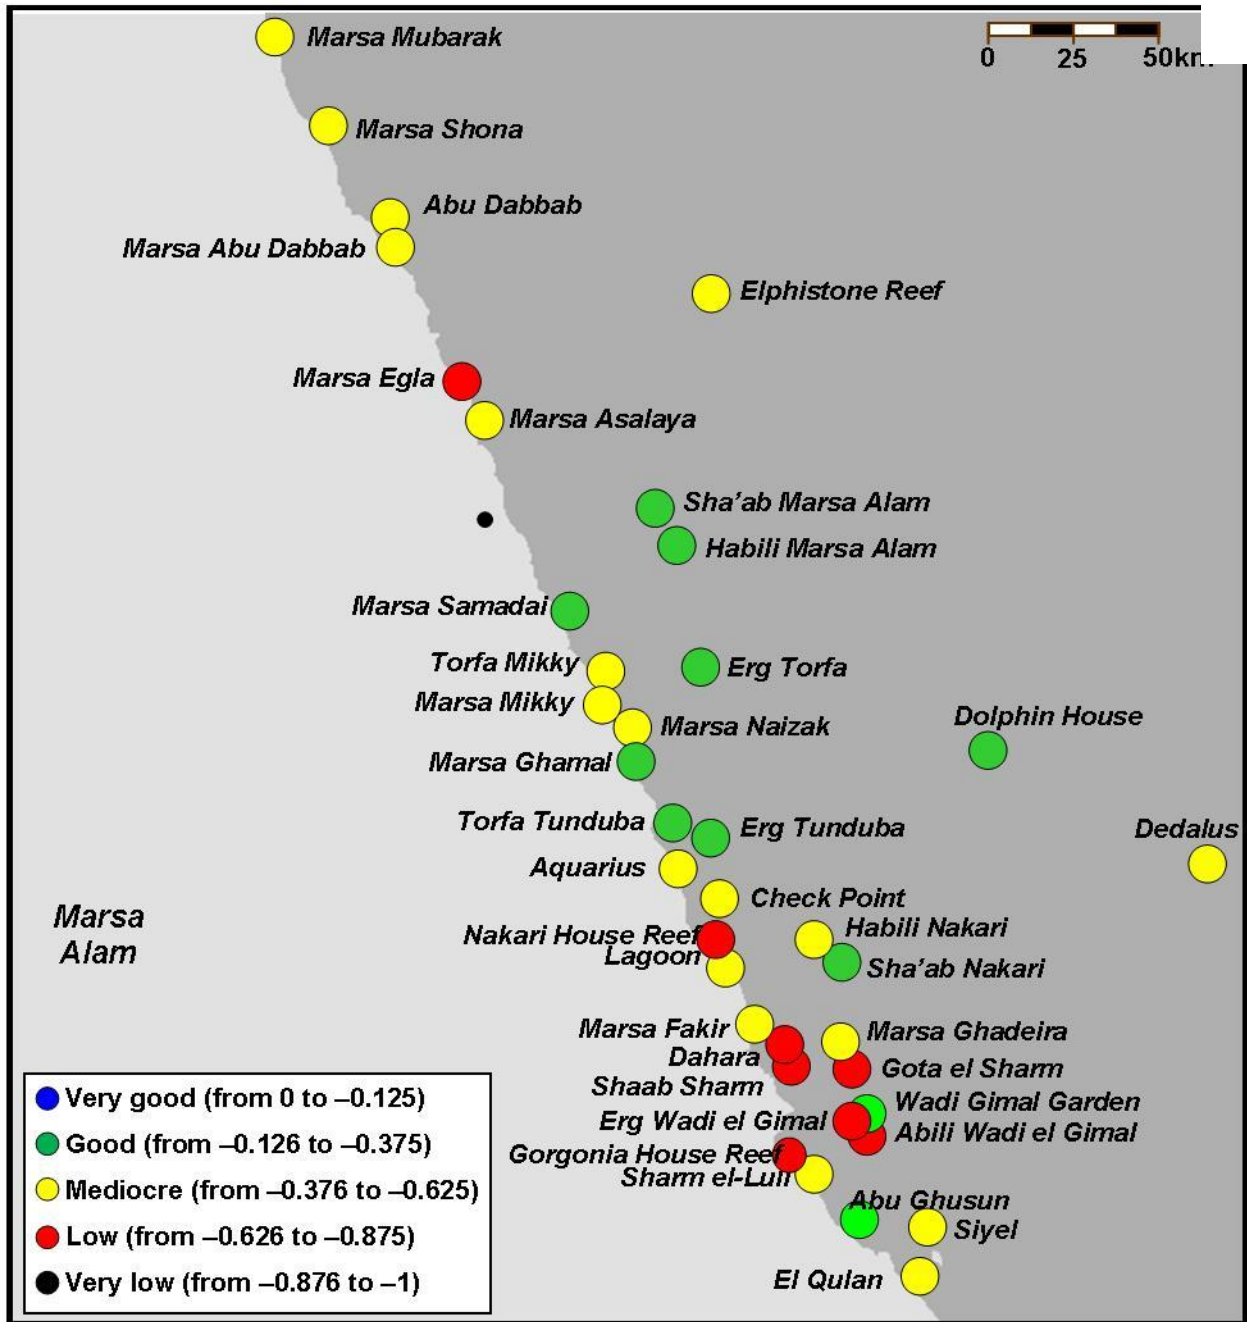 Marsa Mubarak
0 25 50km
Marsa Shona
Abu Dabbab
Marsa Abu Dabbab
Elphistone Reef
Marsa Egla
Marsa Asalaya
Sha'ab Marsa Alam
Habili Marsa Alam
Marsa Samadai
Torfa Mikky
Erg Torfa
Marsa Mikky
Marsa Naizak
Dolphin House
Marsa Ghamal
Torfa Tunduba
Erg Tunduba
Dedalus
Aquarius
Check Point
Marsa
Alam
Habili Nakari
Nakari House Reef
Lagoon
Sha'ab Nakari
Marsa Fakir
Marsa Ghadeira
Dahara
Gota el Sharm
Shaab Sharm
Wadi Gimal Garden
Erg Wadi el Gimal
Abili Wadi el Gimal
Gorgonia House Reef
Sharm el-Luli
Abu Ghusun
Siyel
El Qulan
Very good (from 0 to –0.125)
Good (from –0.126 to –0.375)
Mediocre (from –0.376 to –0.625)
Low (from –0.626 to –0.875)
Very low (from –0.876 to –1)